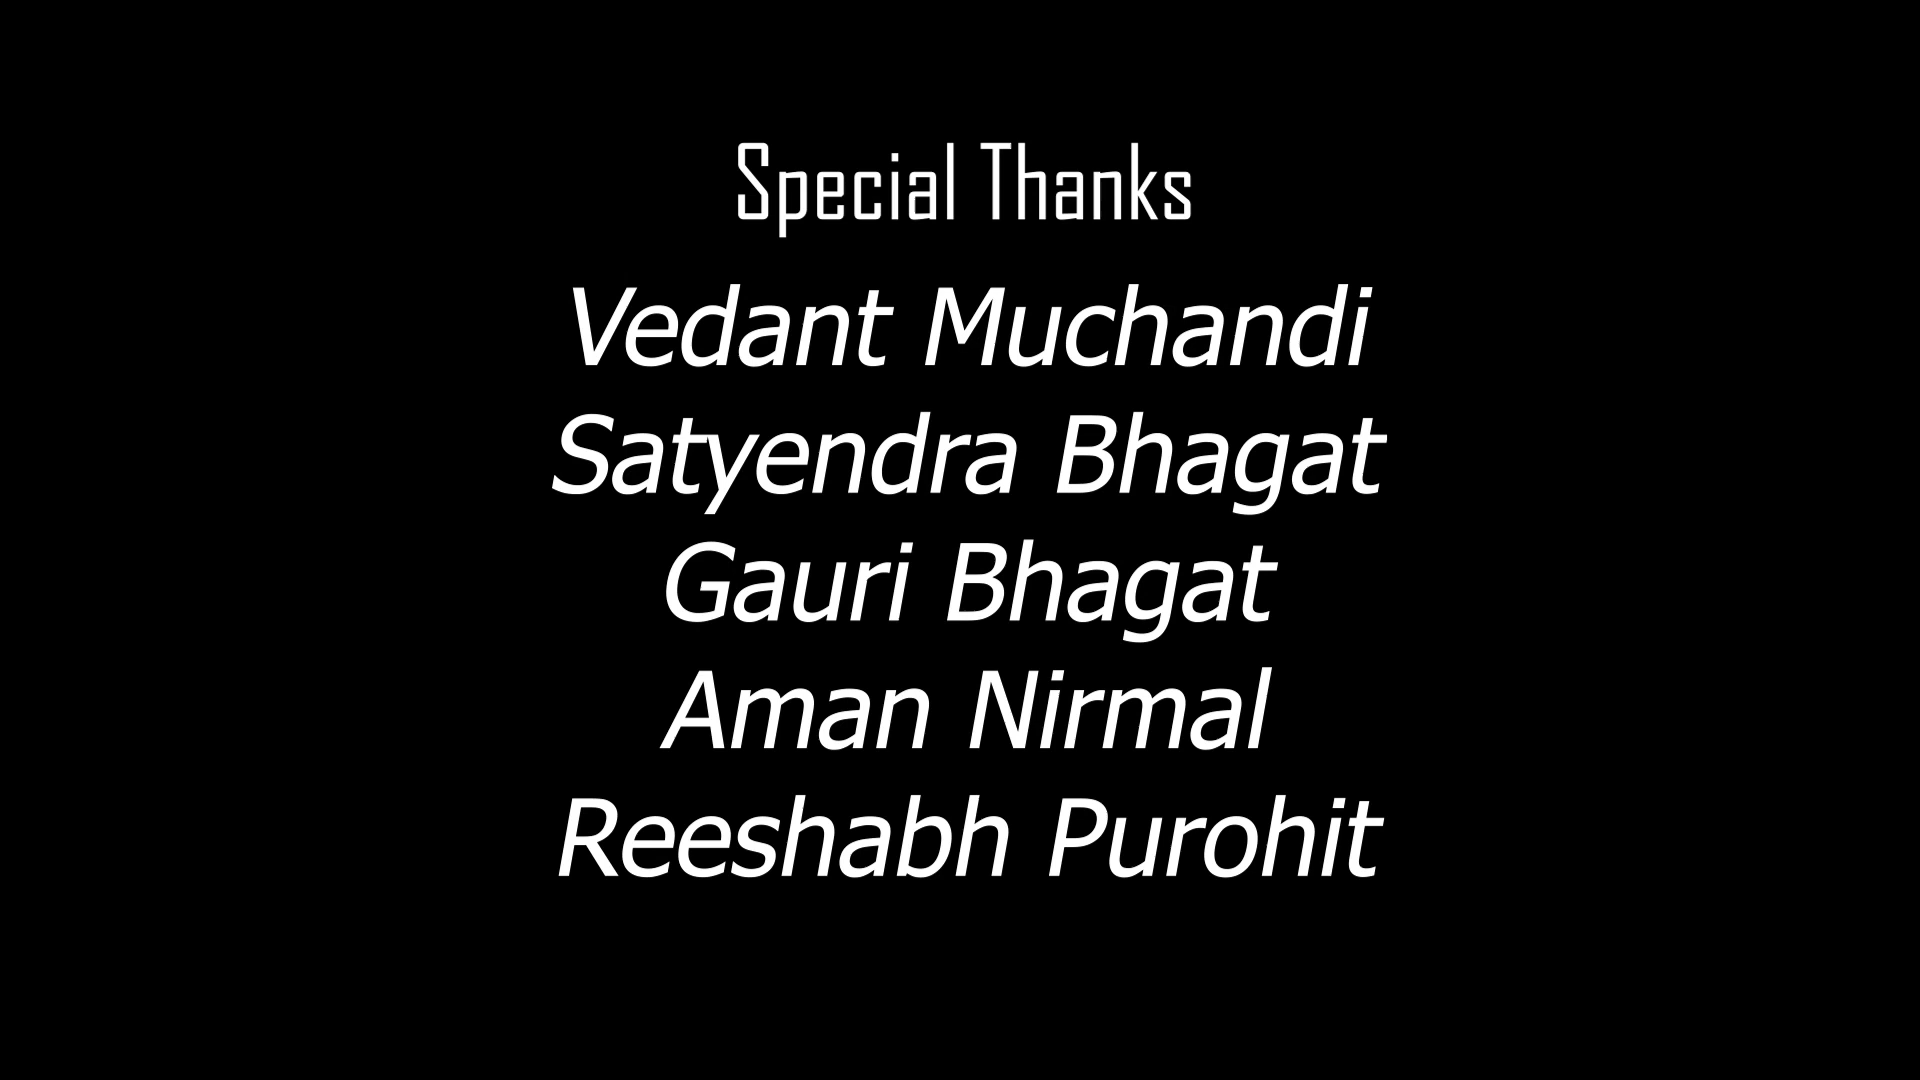 Special Thanks
Vedant Muchandi
Satyendra Bhagat
Gauri Bhagat
Aman Nirmal
Reeshabh Purohit